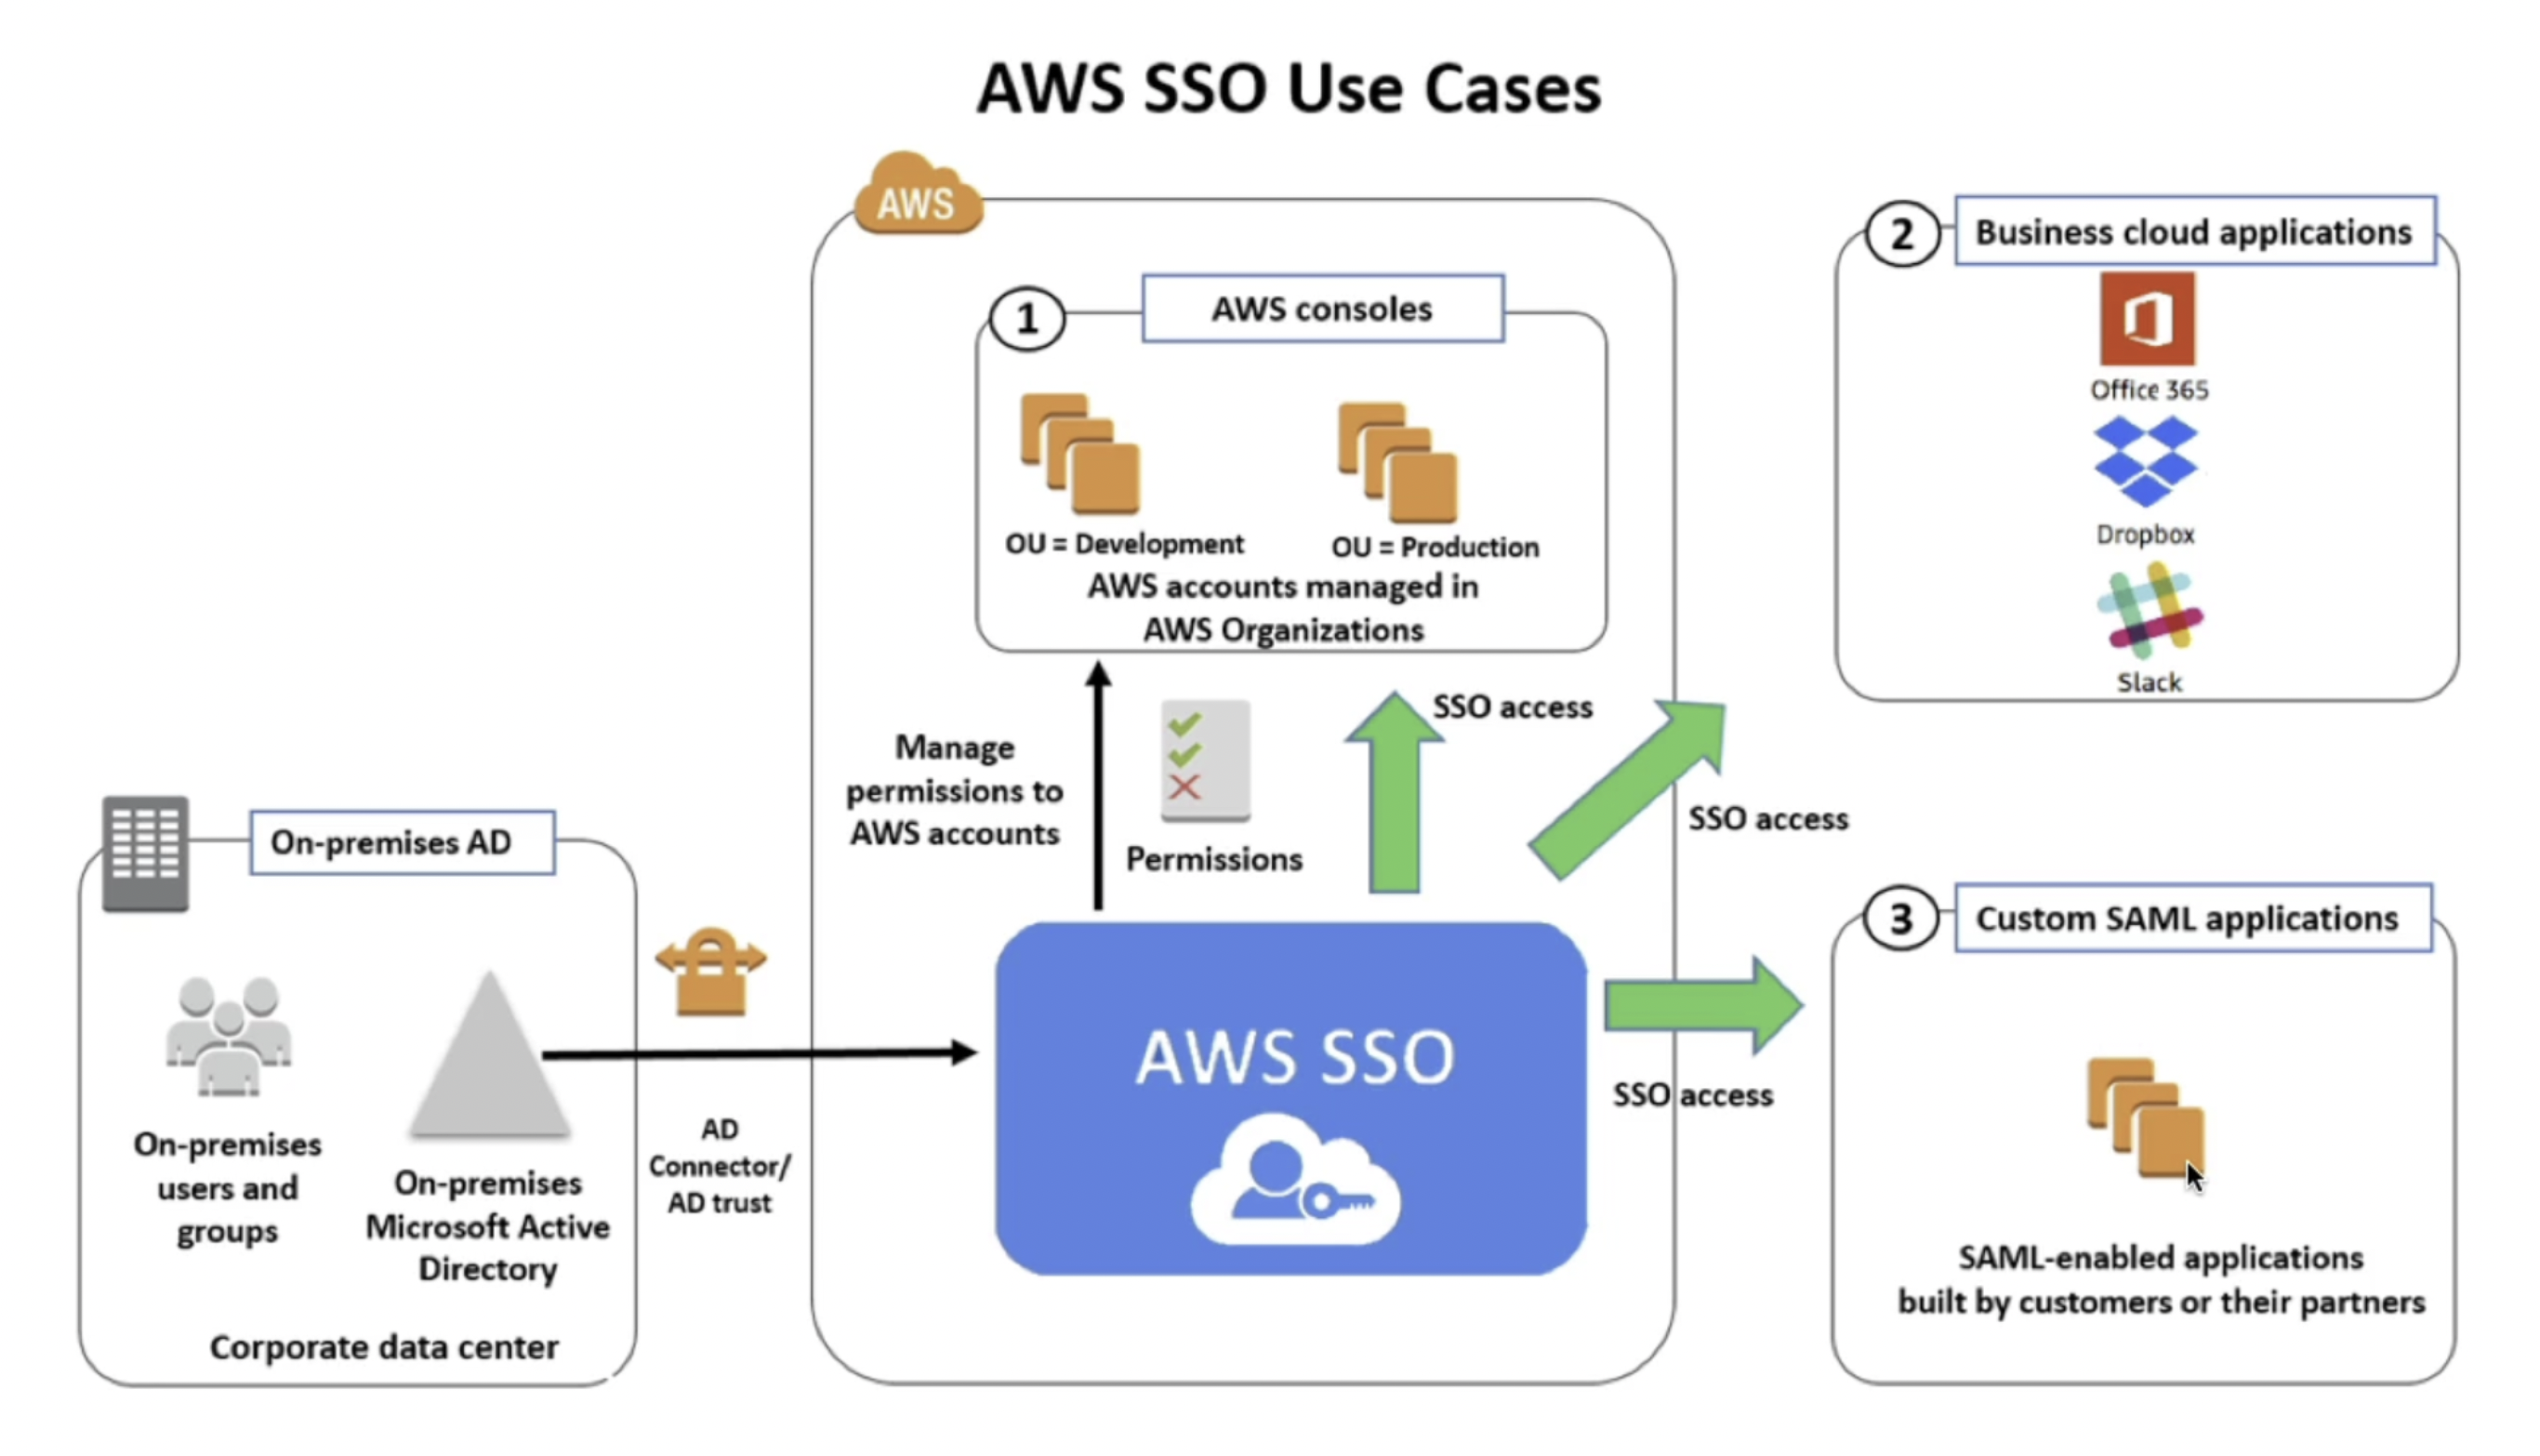 AWS SSO Use Cases
AWS
1
AWS consoles
OU = Development
OU = Production
AWS accounts managed in
AWS Organizations
2
Business cloud applications
Office 365
Dropbox
Slack
Manage
permissions to
AWS accounts
Permissions
SSO access
SSO access
On-premises AD
On-premises
users and
groups
On-premises
Microsoft Active
Directory
Corporate data center
AD
Connector/
AD trust
AWS SSO
SSO access
3
Custom SAML applications
SAML-enabled applications
built by customers or their partners